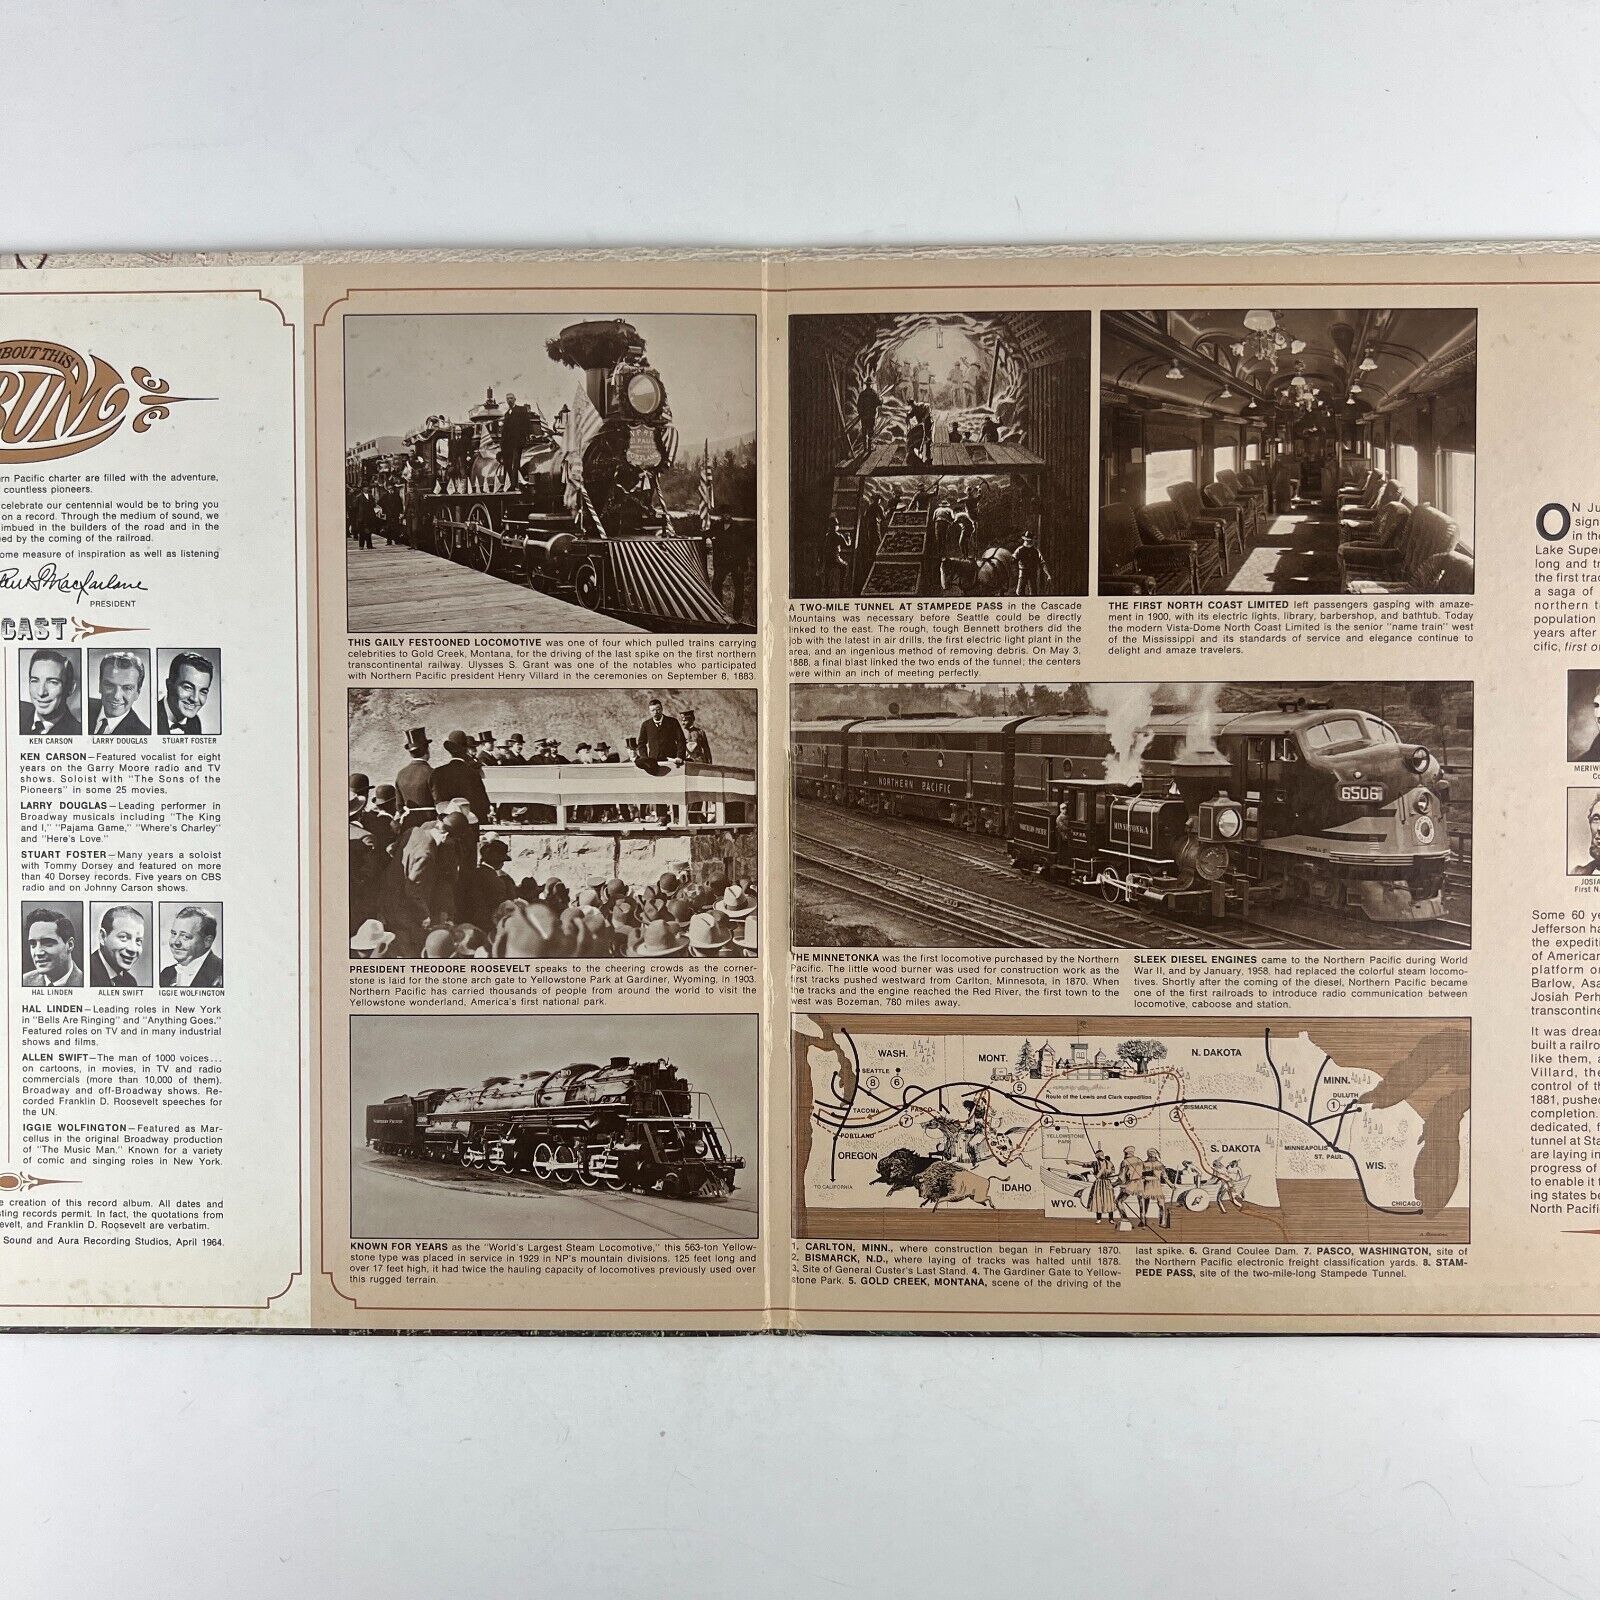 ABOUT THIS
BUM
rn Pacific charter are filled with the adventure,
countless pioneers.
celebrate our centennial would be to bring you
on a record. Through the medium of sound, we
imbued in the builders of the road and in the
ed by the coming of the railroad.
ome measure of inspiration as well as listening
PRESIDENT
CAST
KEN CARSON LARRY DOUGLAS STUART FOSTER
KEN CARSON—Featured vocalist for eight
years on the Garry Moore radio and TV
shows. Soloist with "The Sons of the
Pioneers" in some 25 movies.
LARRY DOUGLAS—Leading performer in
Broadway musicals including "The King
and I," "Pajama Game," "Where's Charley"
and "Here's Love."
STUART FOSTER—Many years a soloist
with Tommy Dorsey and featured on more
than 40 Dorsey records. Five years on CBS
radio and on Johnny Carson shows.
HAL LINDEN ALLEN SWIFT IGGIE WOLFINGTON
HAL LINDEN—Leading roles in New York
in "Bells Are Ringing" and "Anything Goes."
Featured roles on TV and in many industrial
shows and films.
ALLEN SWIFT—The man of 1000 voices...
on cartoons, in movies, in TV and radio
commercials (more than 10,000 of them).
Broadway and off-Broadway shows. Re-
corded Franklin D. Roosevelt speeches for
the UN.
IGGIE WOLFINGTON—Featured as Mar-
cellus in the original Broadway production
of "The Music Man." Known for a variety
of comic and singing roles in New York.
e creation of this record album. All dates and
sting records permit. In fact, the quotations from
sevelt, and Franklin D. Roosevelt are verbatim.
Sound and Aura Recording Studios, April 1964.
N.P.R.R.
ST PAUL
PORTLAND
THIS GAILY FESTOONED LOCOMOTIVE was one of four which pulled trains carrying
celebrities to Gold Creek, Montana, for the driving of the last spike on the first northern
transcontinental railway. Ulysses S. Grant was one of the notables who participated
with Northern Pacific president Henry Villard in the ceremonies on September 8, 1883.
PRESIDENT THEODORE ROOSEVELT speaks to the cheering crowds as the corner-
stone is laid for the stone arch gate to Yellowstone Park at Gardiner, Wyoming, in 1903.
Northern Pacific has carried thousands of people from around the world to visit the
Yellowstone wonderland, America's first national park.
NORTHERN PACIFIC
KNOWN FOR YEARS as the "World's Largest Steam Locomotive," this 563-ton Yellow-
stone type was placed in service in 1929 in NP's mountain divisions. 125 feet long and
over 17 feet high, it had twice the hauling capacity of locomotives previously used over
this rugged terrain.
A TWO-MILE TUNNEL AT STAMPEDE PASS in the Cascade
Mountains was necessary before Seattle could be directly
linked to the east. The rough, tough Bennett brothers did the
job with the latest in air drills, the first electric light plant in the
area, and an ingenious method of removing debris. On May 3,
1888, a final blast linked the two ends of the tunnel; the centers
were within an inch of meeting perfectly.
THE FIRST NORTH COAST LIMITED left passengers gasping with amaze-
ment in 1900, with its electric lights, library, barbershop, and bathtub. Today
the modern Vista-Dome North Coast Limited is the senior "name train" west
of the Mississippi and its standards of service and elegance continue to
delight and amaze travelers.
NORTHERN PACIFIC
6506
NORTHERN PACIFIC
N.P.R.R.
MINNETONKA
THE MINNETONKA was the first locomotive purchased by the Northern
Pacific. The little wood burner was used for construction work as the
first tracks pushed westward from Carlton, Minnesota, in 1870. When
the tracks and the engine reached the Red River, the first town to the
west was Bozeman, 780 miles away.
SLEEK DIESEL ENGINES came to the Northern Pacific during World
War II, and by January, 1958, had replaced the colorful steam locomo-
tives. Shortly after the coming of the diesel, Northern Pacific became
one of the first railroads to introduce radio communication between
locomotive, caboose and station.
WASH.
MONT.
N. DAKOTA
MINN.
SEATTLE
8 6
5
Route of the Lewis and Clark expedition
DULUTH
1
TACOMA
PASCO
7
2
BISMARCK
4
3
PORTLAND
YELLOWSTONE
PARK
MINNEAPOLIS
ST. PAUL
OREGON
S. DAKOTA
WIS.
TO CALIFORNIA
IDAHO
WYO.
CHICAGO
1. CARLTON, MINN., where construction began in February 1870.
2. BISMARCK, N.D., where laying of tracks was halted until 1878.
3. Site of General Custer's Last Stand. 4. The Gardiner Gate to Yellow-
stone Park. 5. GOLD CREEK, MONTANA, scene of the driving of the
last spike. 6. Grand Coulee Dam. 7. PASCO, WASHINGTON, site of
the Northern Pacific electronic freight classification yards. 8. STAM-
PEDE PASS, site of the two-mile-long Stampede Tunnel.
ON Ju
sign
in the
Lake Super
long and tr
the first trac
a saga of
northern t
population
years after
cific, first o
MERIW
Co
JOSIA
First N.
Some 60 ye
Jefferson ha
the expediti
of American
platform or
Barlow, Asa
Josiah Perh
transcontine
It was drear
built a railro
like them, a
Villard, the
control of th
1881, pushed
completion.
dedicated, f
tunnel at Sta
are laying in
progress of
to enable it t
ing states be
North Pacific